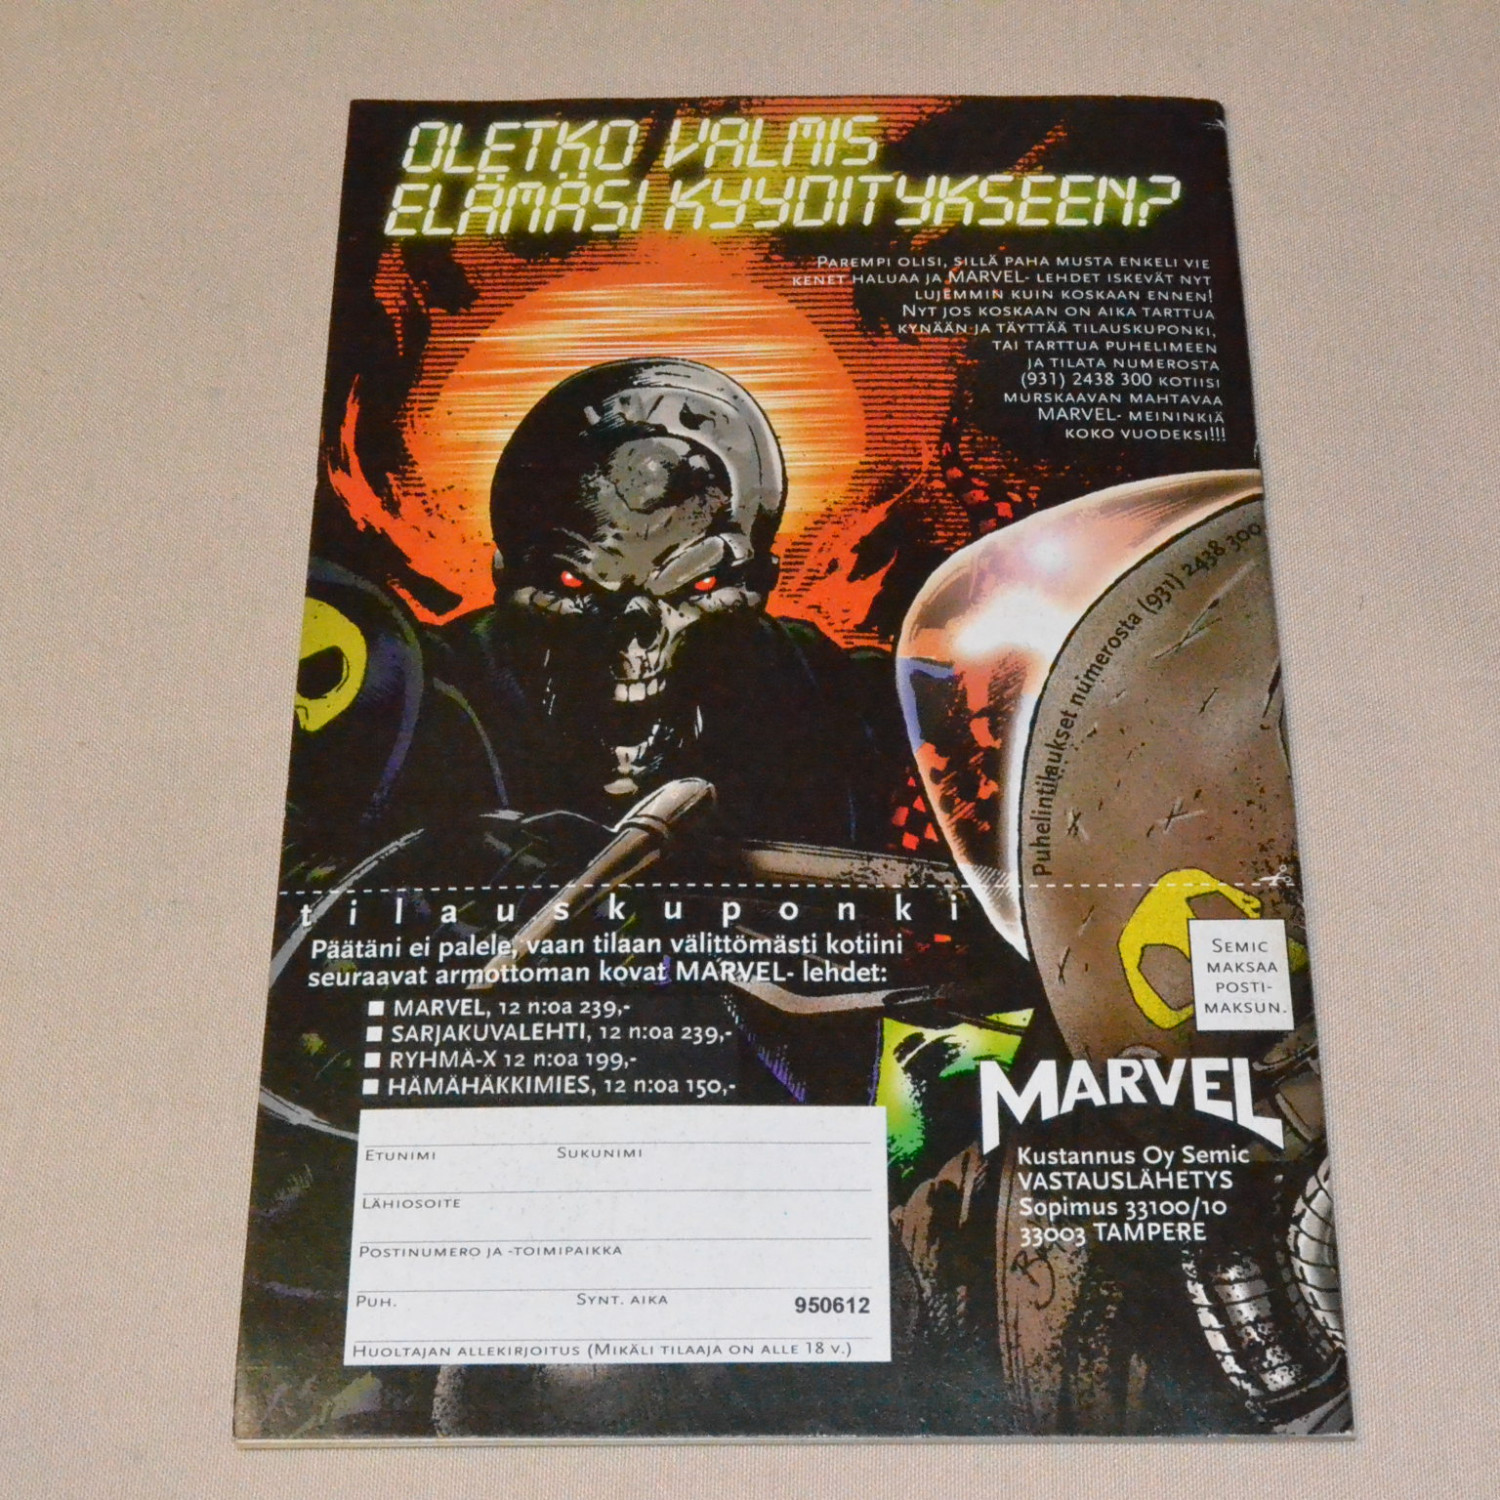 OLETKO VALMIS
ELÄMÄSI KYYDITYKSEEN?
PAREMPI OLISI, SILLÄ PAHA MUSTA ENKELI VIE
KENET HALUAA JA MARVEL- LEHDET ISKEVÄT NYT
LUJEMMIN KUIN KOSKAAN ENNEN!
NYT JOS KOSKAAN ON AIKA TARTTUA
KYNÄÄN JA TÄYTTÄÄ TILAUSKUPONKI,
TAI TARTTUA PUHELIMEEN
JA TILATA NUMEROSTA
(931) 2438 300 KOTIISI
MURSKAAVAN MAHTAVAA
MARVEL- MEININKIÄ
KOKO VUODEKSI!!!
Puhelintilaukset numerosta (931) 2438 300
tilauskuponki
Päätäni ei palele, vaan tilaan välittömästi kotiini
seuraavat armottoman kovat MARVEL- lehdet:
MARVEL, 12 n:oa 239,-
SARJAKUVALEHTI, 12 n:oa 239,-
RYHMÄ-X 12 n:oa 199,-
HÄMÄHÄKKIMIES, 12 n:oa 150,-
SEMIC
MAKSAA
POSTI-
MAKSUN.
MARVEL
Kustannus Oy Semic
VASTAUSLÄHETYS
Sopimus 33100/10
33003 TAMPERE
ETUNIMI SUKUNIMI
LÄHIOSOITE
POSTINUMERO JA -TOIMIPAIKKA
PUH. SYNT. AIKA 950612
HUOLTAJAN ALLEKIRJOITUS (MIKÄLI TILAAJA ON ALLE 18 V.)